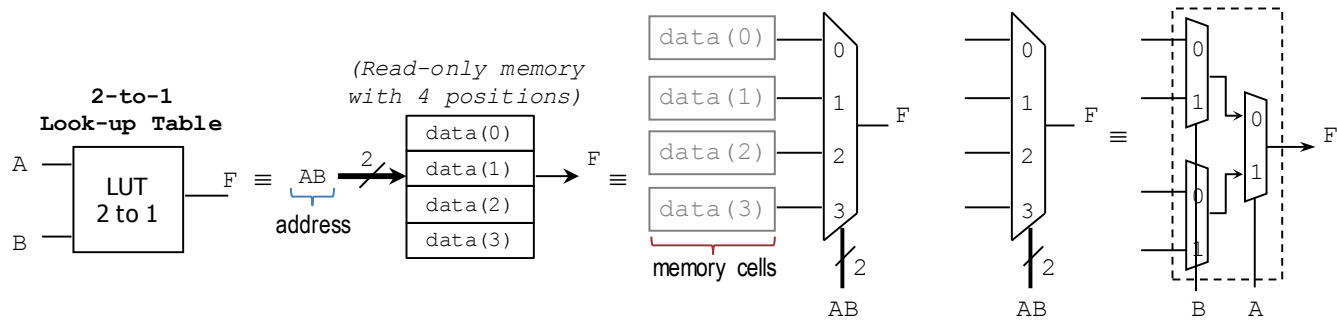 2-to-1
Look-up Table
A
B
LUT
2 to 1
F
≡
AB
address
2
(Read-only memory
with 4 positions)
data(0)
data(1)
data(2)
data(3)
F
≡
data(0)
data(1)
data(2)
data(3)
memory cells
0
1
2
3
F
2
AB
0
1
2
3
F
2
AB
≡
0
1
0
1
0
1
F
B
A